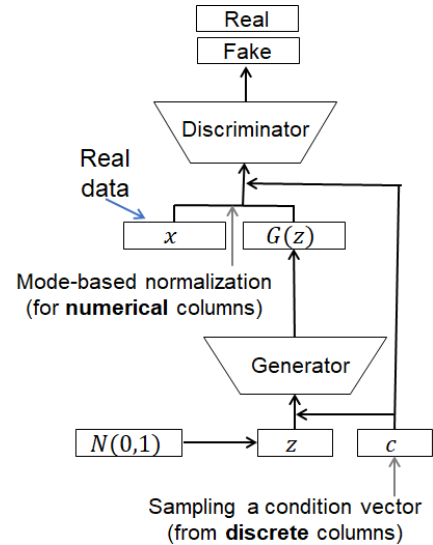 Real
Fake
Discriminator
Real
data
x
G(z)
Mode-based normalization
(for numerical columns)
Generator
N(0,1)
z
c
Sampling a condition vector
(from discrete columns)